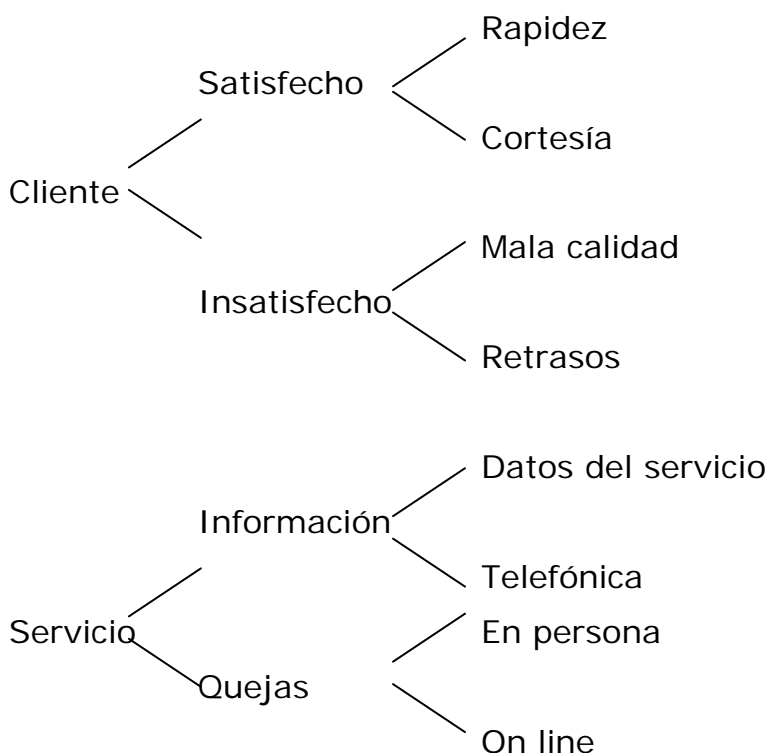 Rapidez
Satisfecho
Cortesía
Cliente
Mala calidad
Insatisfecho
Retrasos
Datos del servicio
Información
Telefónica
Servicio
En persona
Quejas
On line